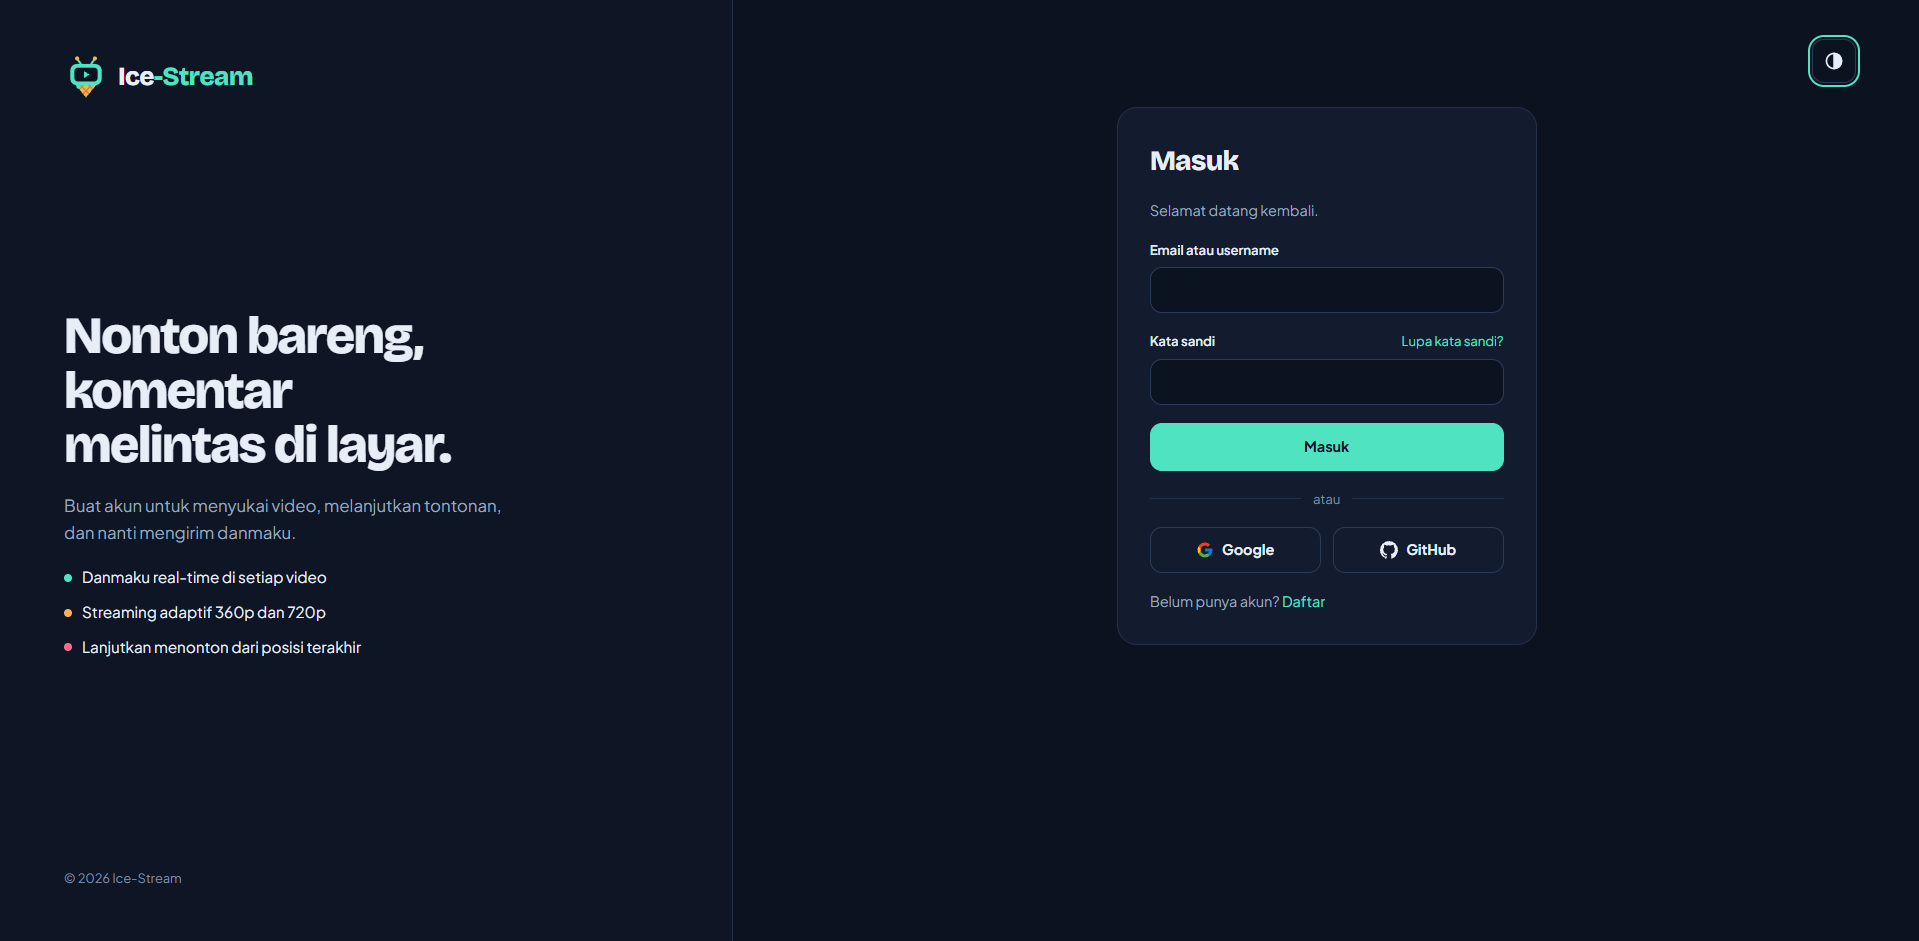 Ice-Stream
Nonton bareng,
komentar
melintas di layar.
Buat akun untuk menyukai video, melanjutkan tontonan,
dan nanti mengirim danmaku.
Danmaku real-time di setiap video
Streaming adaptif 360p dan 720p
Lanjutkan menonton dari posisi terakhir
© 2026 Ice-Stream
Masuk
Selamat datang kembali.
Email atau username
Kata sandi
Lupa kata sandi?
Masuk
atau
Google
GitHub
Belum punya akun? Daftar